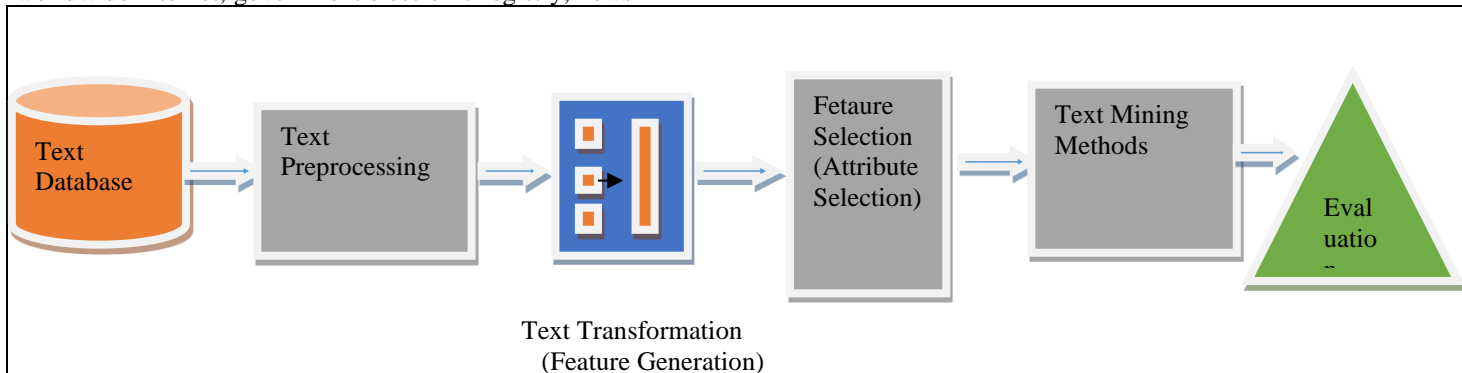 Text
Database
Text
Preprocessing
Text Transformation
(Feature Generation)
Fetaure
Selection
(Attribute
Selection)
Text Mining
Methods
Eval
uatio
n